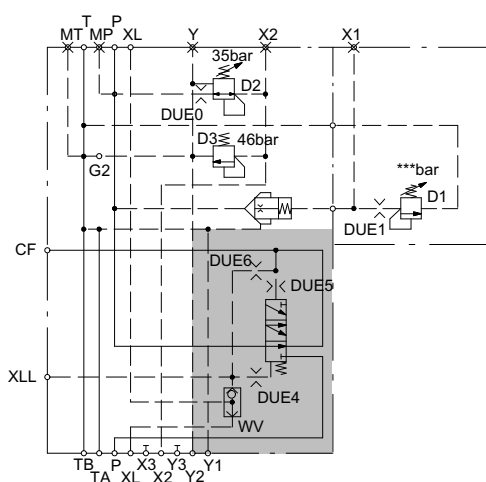 MT T MP P XL Y X2 X1
35bar
D2
DUE0
D3 46bar
G2
***bar
D1
DUE1
CF
DUE6
DUE5
XLL
DUE4
WV
TB TA P XL X3 X2 Y3 Y2 Y1